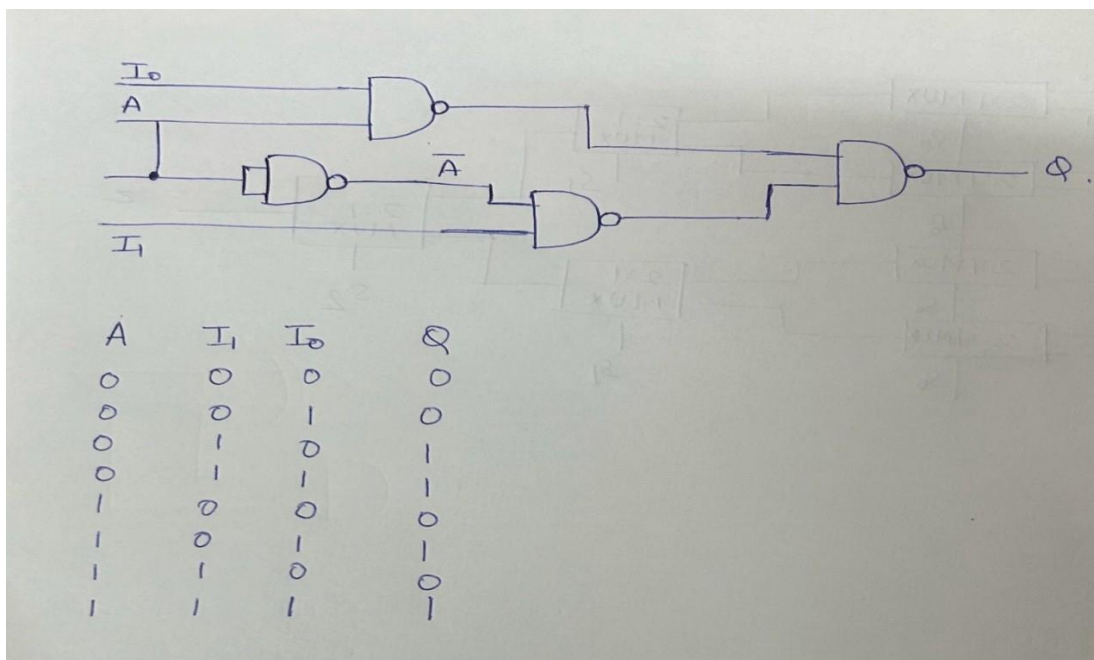 I₀
A
A̅
Q.
I₁
A I₁ I₀ Q
0 0 0 0
0 0 1 0
0 1 0 1
0 1 1 1
1 0 0 0
1 0 1 1
1 1 0 0
1 1 1 1